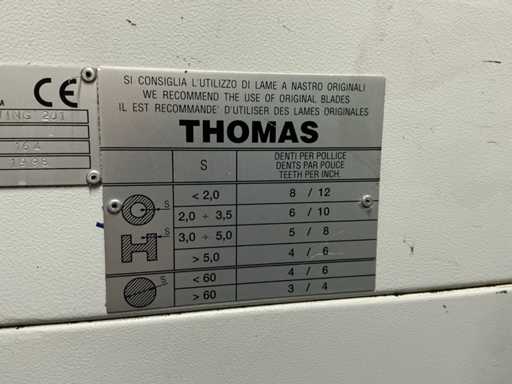 SI CONSIGLIA L'UTILIZZO DI LAME A NASTRO ORIGINALI
WE RECOMMEND THE USE OF ORIGINAL BLADES
IL EST RECOMMANDE' D'UTILISER DES LAMES ORIGINALES
THOMAS
S
DENTI PER POLLICE
DENTS PAR POUCE
TEETH PER INCH.
S
< 2,0 8 / 12
2,0 ÷ 3,5 6 / 10
S
3,0 ÷ 5,0 5 / 8
> 5,0 4 / 6
S
< 60 4 / 6
> 60 3 / 4
CE
TING 201
16A